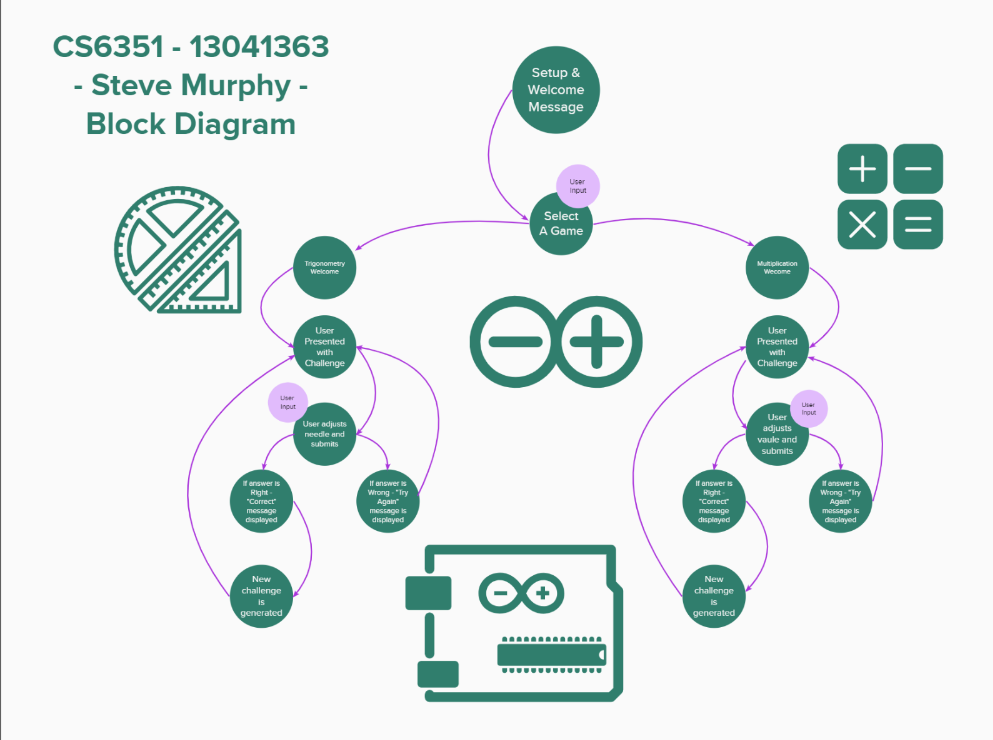 CS6351 - 13041363
- Steve Murphy -
Block Diagram
Setup &
Welcome
Message
User
Input
Select
A Game
Trigonometry
Welcome
Multiplication
Wecome
User
Presented
with
Challenge
User
Presented
with
Challenge
User
Input
User adjusts
needle and
submits
User
Input
User
adjusts
vaule and
submits
If answer is
Right -
"Correct"
message
displayed
If answer is
Wrong - "Try
Again"
message is
displayed
If answer is
Right -
"Correct"
message
displayed
If answer is
Wrong - "Try
Again"
message is
displayed
New
challenge
is
generated
New
challenge
is
generated